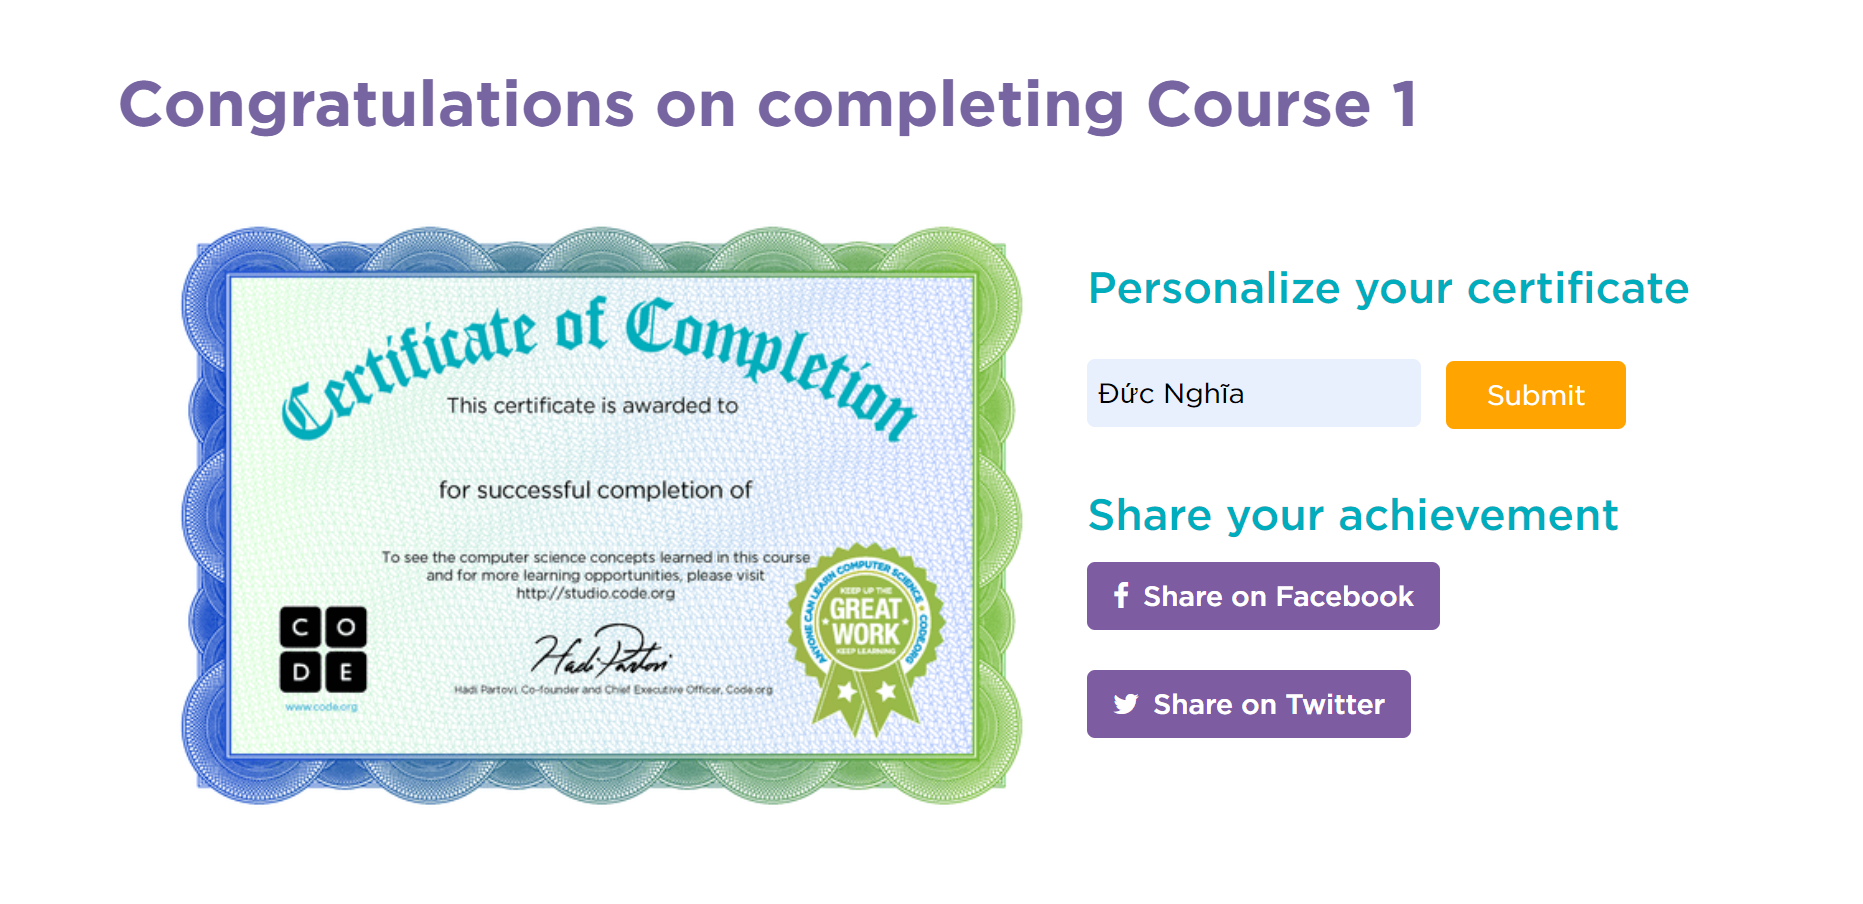 Congratulations on completing Course 1
Certificate of Completion
This certificate is awarded to
for successful completion of
To see the computer science concepts learned in this course
and for more learning opportunities, please visit
http://studio.code.org
C O
D E
www.code.org
Hadi Partovi
Hadi Partovi, Co-founder and Chief Executive Officer, Code.org
ANYONE CAN LEARN COMPUTER SCIENCE • CODE.ORG
KEEP UP THE
GREAT
WORK
KEEP LEARNING
Personalize your certificate
Đức Nghĩa
Submit
Share your achievement
Share on Facebook
Share on Twitter